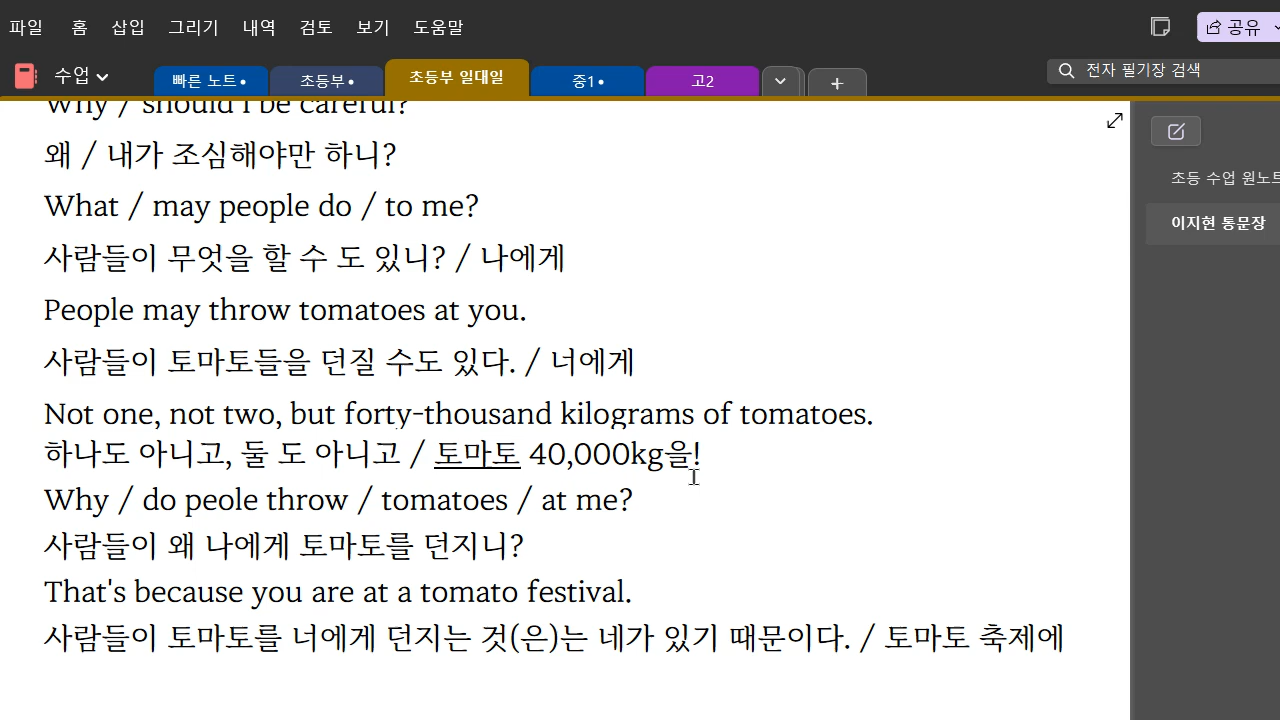 파일 홈 삽입 그리기 내역 검토 보기 도움말 공유
수업 빠른 노트 초등부 초등부 일대일 중1 고2 + 전자 필기장 검색
Why / should I be careful?
왜 / 내가 조심해야만 하니?
초등 수업 원노트
What / may people do / to me?
이지현 통문장
사람들이 무엇을 할 수 도 있니? / 나에게
People may throw tomatoes at you.
사람들이 토마토들을 던질 수도 있다. / 너에게
Not one, not two, but forty-thousand kilograms of tomatoes.
하나도 아니고, 둘 도 아니고 / 토마토 40,000kg을!
Why / do peole throw / tomatoes / at me?
사람들이 왜 나에게 토마토를 던지니?
That's because you are at a tomato festival.
사람들이 토마토를 너에게 던지는 것(은)는 네가 있기 때문이다. / 토마토 축제에